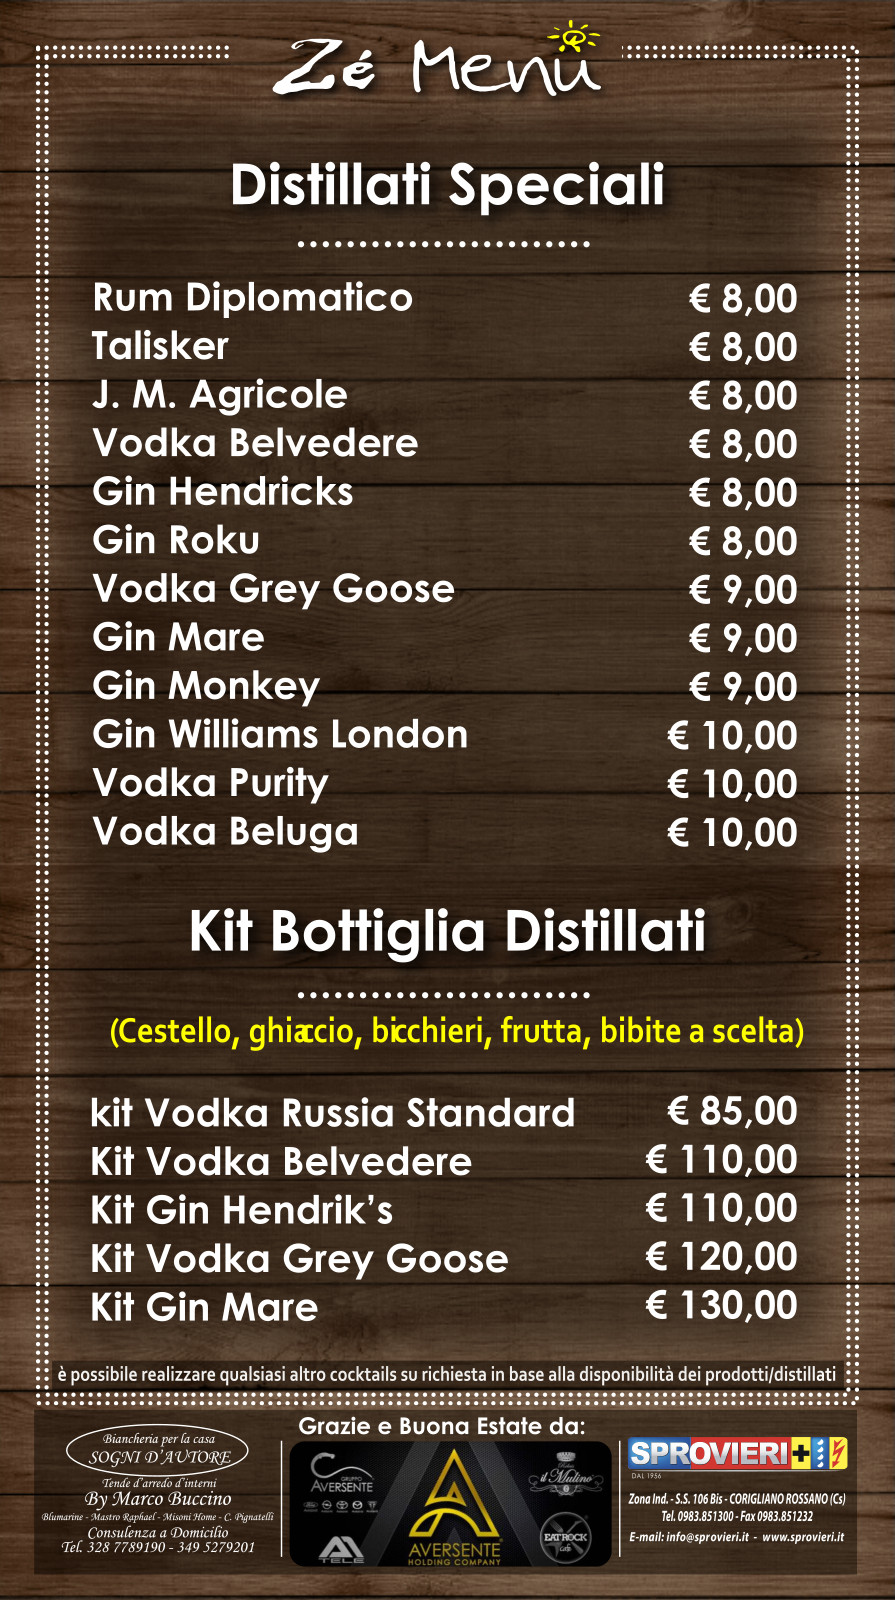 Zé Menù
Distillati Speciali
Rum Diplomatico € 8,00
Talisker € 8,00
J. M. Agricole € 8,00
Vodka Belvedere € 8,00
Gin Hendricks € 8,00
Gin Roku € 8,00
Vodka Grey Goose € 9,00
Gin Mare € 9,00
Gin Monkey € 9,00
Gin Williams London € 10,00
Vodka Purity € 10,00
Vodka Beluga € 10,00
Kit Bottiglia Distillati
(Cestello, ghiaccio, bicchieri, frutta, bibite a scelta)
kit Vodka Russia Standard € 85,00
Kit Vodka Belvedere € 110,00
Kit Gin Hendrik’s € 110,00
Kit Vodka Grey Goose € 120,00
Kit Gin Mare € 130,00
è possibile realizzare qualsiasi altro cocktails su richiesta in base alla disponibilità dei prodotti/distillati
Biancheria per la casa
SOGNI D’AUTORE
Tende d’arredo d’interni
By Marco Buccino
Blumarine - Mastro Raphael - Misoni Home - C. Pignatelli
Consulenza a Domicilio
Tel. 328 7789190 - 349 5279201
Grazie e Buona Estate da:
GRUPPO
AVERSENTE
TELE
AVERSENTE
HOLDING COMPANY
il Mulino
EAT ROCK
cafe
SPROVIERI
DAL 1956
Zona Ind. - S.S. 106 Bis - CORIGLIANO ROSSANO (Cs)
Tel. 0983.851300 - Fax 0983.851232
E-mail: info@sprovieri.it - www.sprovieri.it